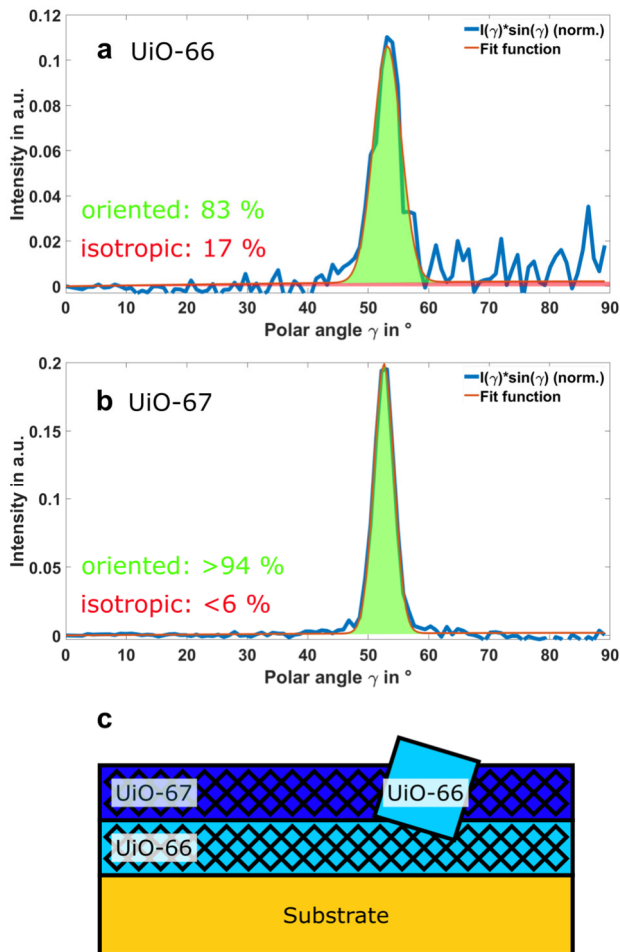 0.12
0.1
0.08
0.06
0.04
0.02
0
Intensity in a.u.
a UiO-66
I(γ)*sin(γ) (norm.)
Fit function
oriented: 83 %
isotropic: 17 %
0 10 20 30 40 50 60 70 80 90
Polar angle γ in °
0.2
0.15
0.1
0.05
0
Intensity in a.u.
b UiO-67
I(γ)*sin(γ) (norm.)
Fit function
oriented: >94 %
isotropic: <6 %
0 10 20 30 40 50 60 70 80 90
Polar angle γ in °
c
UiO-67
UiO-66
UiO-66
Substrate